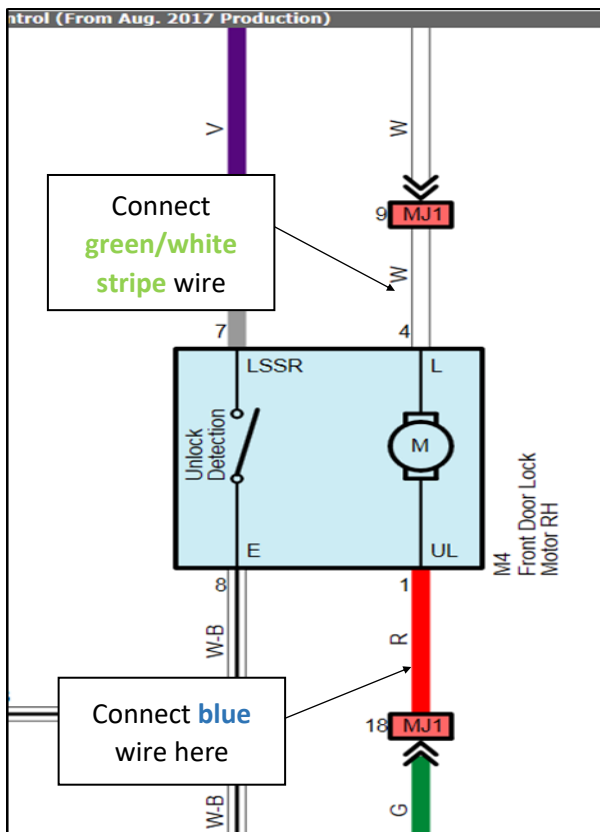 ntrol (From Aug. 2017 Production)
V
W
Connect
green/white
stripe wire
9 MJ1
W
7
4
LSSR
L
Unlock
Detection
M
E
UL
M4
Front Door Lock
Motor RH
8
1
W-B
R
Connect blue
wire here
18 MJ1
W-B
G